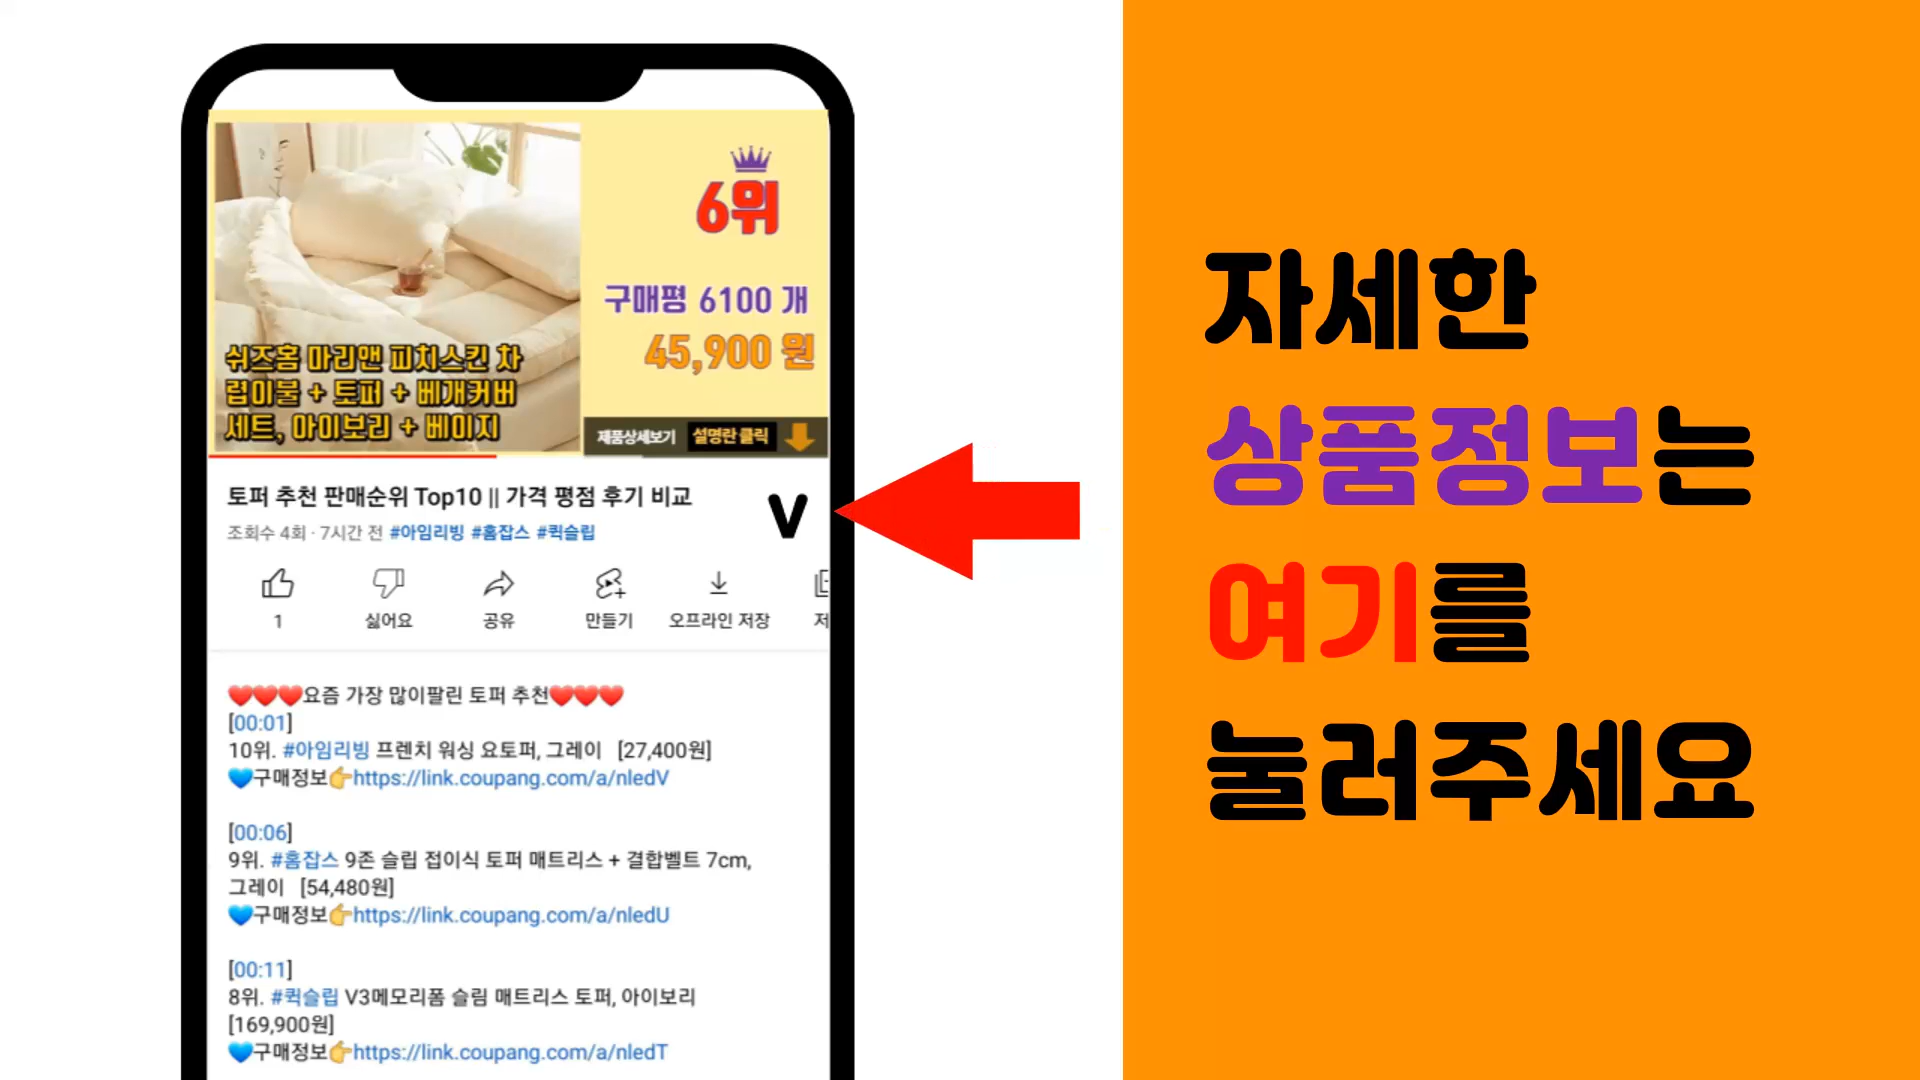 6위
구매평 6100 개
45,900 원
쉬즈홈 마리앤 피치스킨 차
렵이불 + 토퍼 + 베개커버
세트, 아이보리 + 베이지
제품상세보기 설명란 클릭
토퍼 추천 판매순위 Top10 || 가격 평점 후기 비교
V
조회수 4회 · 7시간 전 #아임리빙 #홈잡스 #퀵슬립
1 싫어요 공유 만들기 오프라인 저장 저
❤️❤️❤️요즘 가장 많이팔린 토퍼 추천❤️❤️❤️
[00:01]
10위. #아임리빙 프렌치 워싱 요토퍼, 그레이 [27,400원]
💙구매정보👉https://link.coupang.com/a/nledV
[00:06]
9위. #홈잡스 9존 슬립 접이식 토퍼 매트리스 + 결합벨트 7cm,
그레이 [54,480원]
💙구매정보👉https://link.coupang.com/a/nledU
[00:11]
8위. #퀵슬립 V3메모리폼 슬림 매트리스 토퍼, 아이보리
[169,900원]
💙구매정보👉https://link.coupang.com/a/nledT
자세한
상품정보는
여기를
눌러주세요